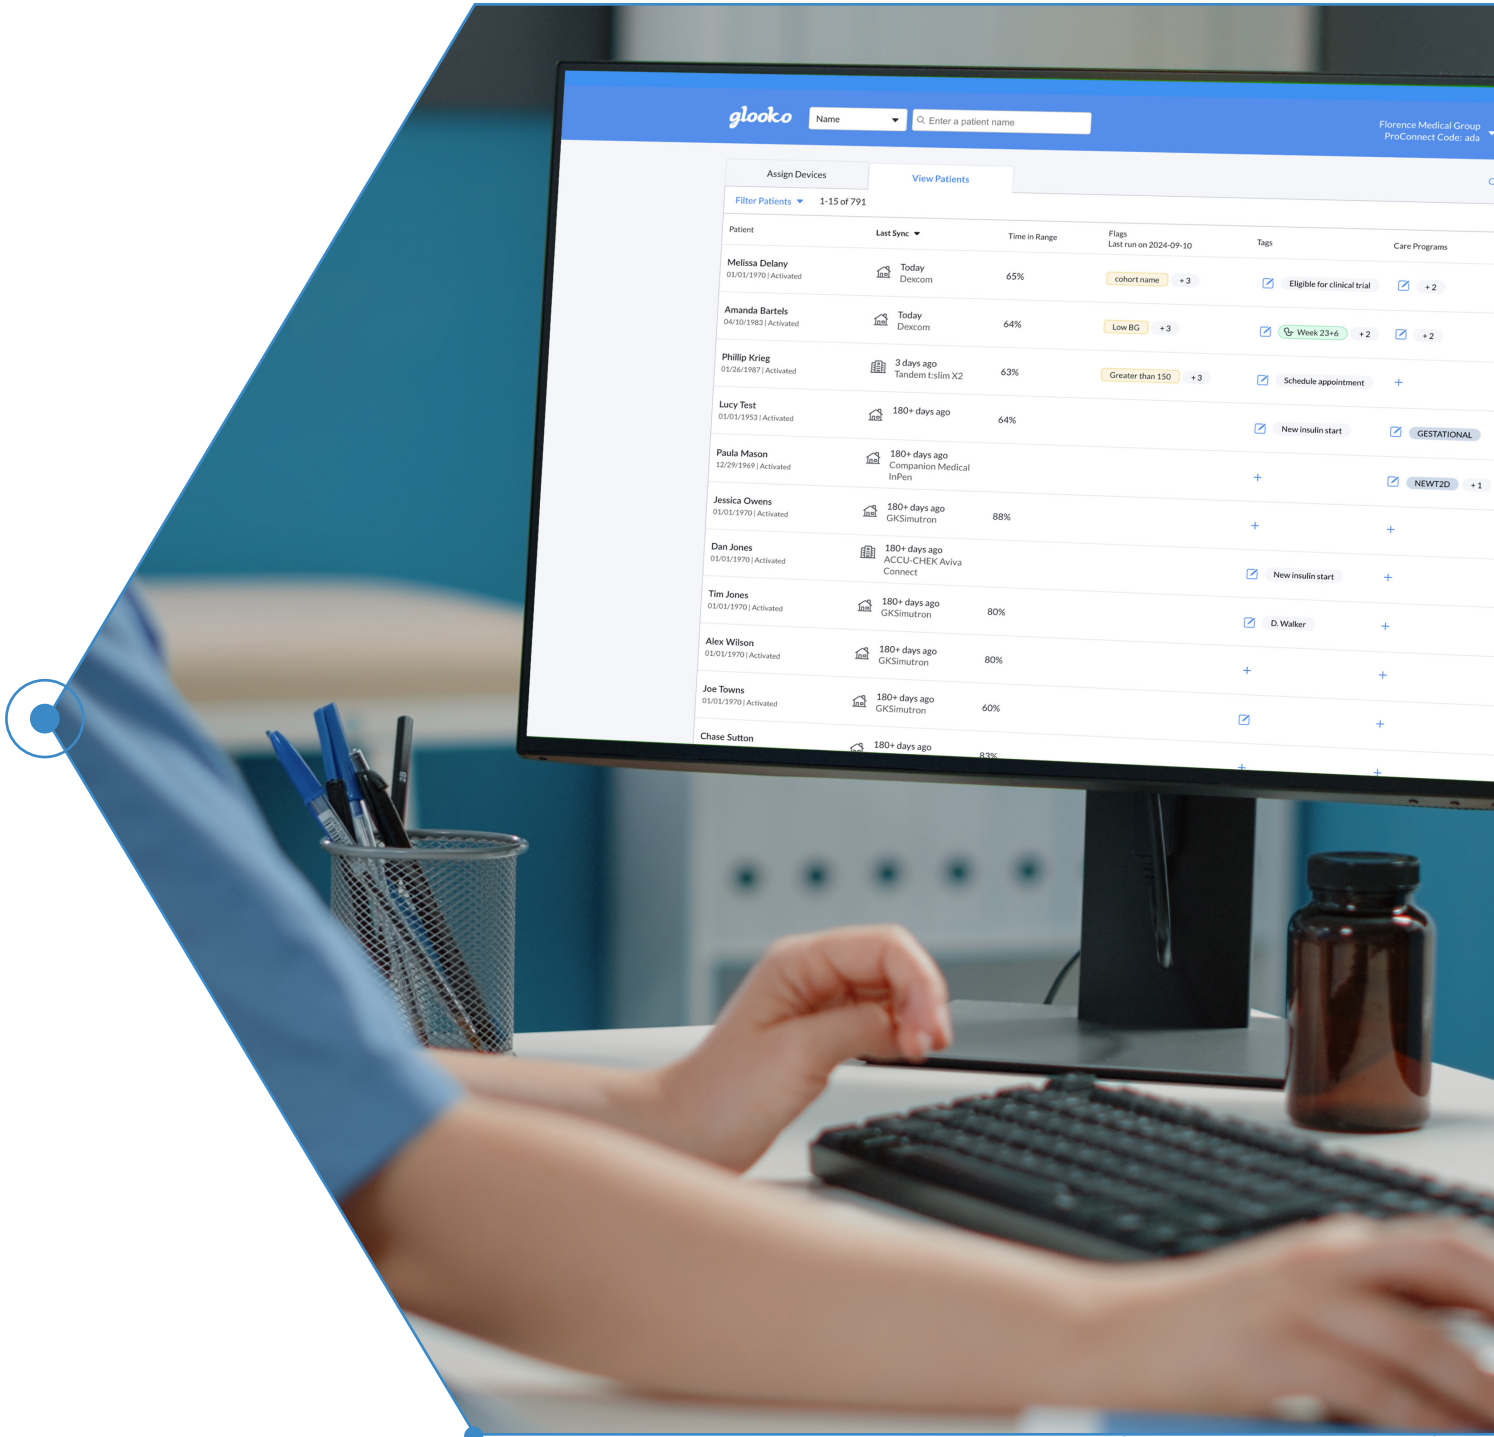 glooko
Name
Enter a patient name
Florence Medical Group
ProConnect Code: ada
Assign Devices
View Patients
Filter Patients
1-15 of 791
Patient
Last Sync
Time in Range
Flags
Last run on 2024-09-10
Tags
Care Programs
Melissa Delany
01/01/1970 | Activated
Today
Dexcom
65%
cohort name +3
Eligible for clinical trial
+2
Amanda Bartels
04/10/1983 | Activated
Today
Dexcom
64%
Low BG +3
Week 23+6 +2
+2
Phillip Krieg
01/26/1987 | Activated
3 days ago
Tandem t:slim X2
63%
Greater than 150 +3
Schedule appointment
+
Lucy Test
01/01/1953 | Activated
180+ days ago
64%
New insulin start
GESTATIONAL
Paula Mason
12/29/1969 | Activated
180+ days ago
Companion Medical
InPen
+
NEWT2D +1
Jessica Owens
01/01/1970 | Activated
180+ days ago
GKSimutron
88%
+
+
Dan Jones
01/01/1970 | Activated
180+ days ago
ACCU-CHEK Aviva
Connect
New insulin start
+
Tim Jones
01/01/1970 | Activated
180+ days ago
GKSimutron
80%
D. Walker
+
Alex Wilson
01/01/1970 | Activated
180+ days ago
GKSimutron
80%
+
+
Joe Towns
01/01/1970 | Activated
180+ days ago
GKSimutron
60%
+
Chase Sutton
180+ days ago
83%
+
+
2B